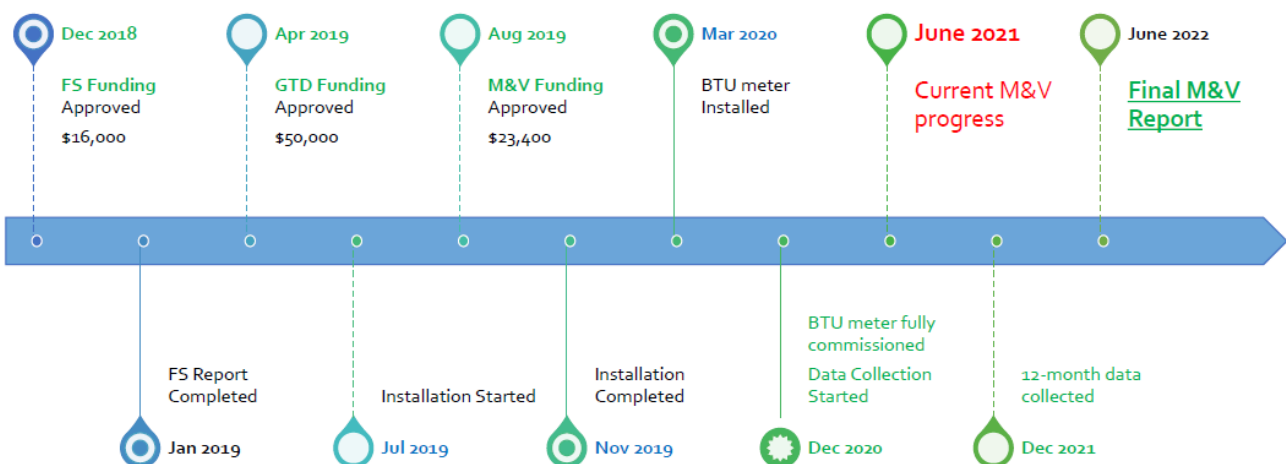 Dec 2018
FS Funding
Approved
$16,000
Apr 2019
GTD Funding
Approved
$50,000
Aug 2019
M&V Funding
Approved
$23,400
Mar 2020
BTU meter
Installed
June 2021
Current M&V
progress
June 2022
Final M&V
Report
FS Report
Completed
Jan 2019
Installation Started
Jul 2019
Installation
Completed
Nov 2019
BTU meter fully
commissioned
Data Collection
Started
Dec 2020
12-month data
collected
Dec 2021